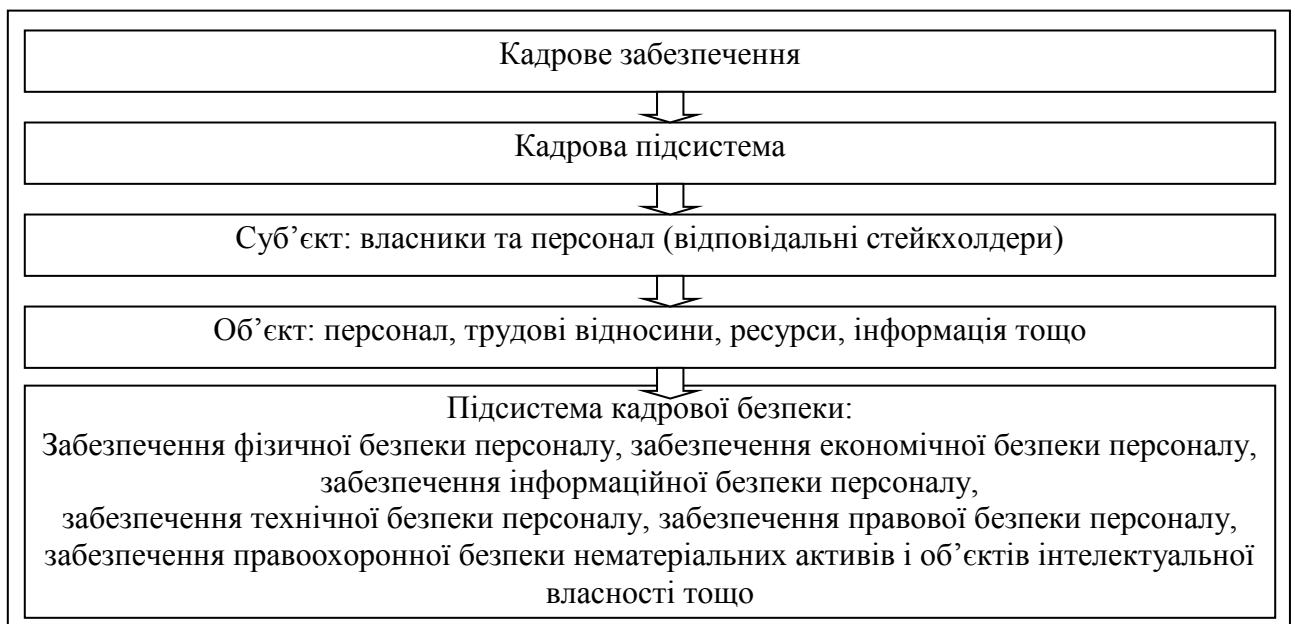 Кадрове забезпечення
Кадрова підсистема
Суб’єкт: власники та персонал (відповідальні стейкхолдери)
Об’єкт: персонал, трудові відносини, ресурси, інформація тощо
Підсистема кадрової безпеки:
Забезпечення фізичної безпеки персоналу, забезпечення економічної безпеки персоналу,
забезпечення інформаційної безпеки персоналу,
забезпечення технічної безпеки персоналу, забезпечення правової безпеки персоналу,
забезпечення правоохоронної безпеки нематеріальних активів і об’єктів інтелектуальної
власності тощо